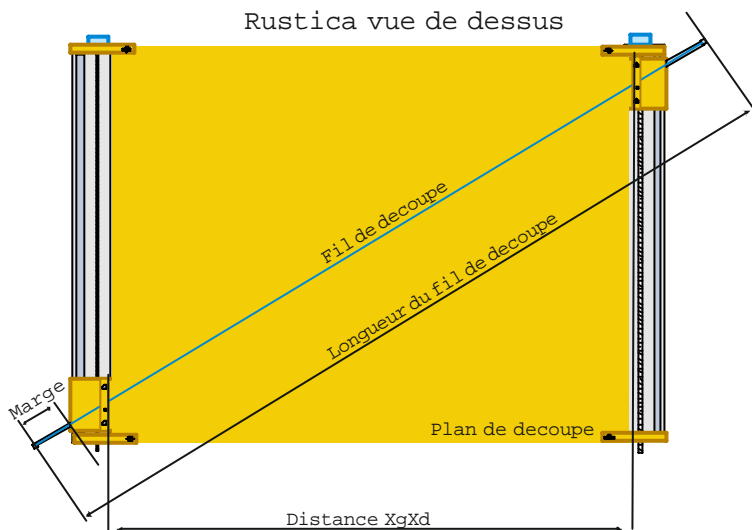 Rustica vue de dessus
Fil de decoupe
Longueur du fil de decoupe
Marge
Plan de decoupe
Distance XgXd